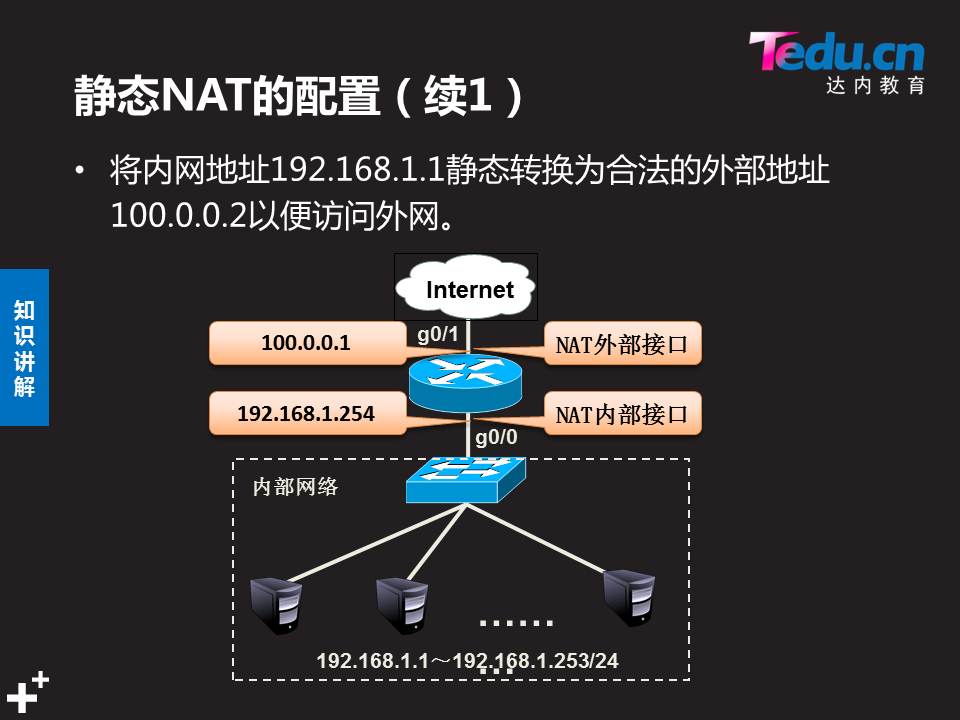 Tedu.cn
达内教育
静态NAT的配置（续1）
• 将内网地址192.168.1.1静态转换为合法的外部地址
100.0.0.2以便访问外网。
知
识
讲
解
Internet
100.0.0.1
g0/1
NAT外部接口
192.168.1.254
NAT内部接口
g0/0
内部网络
……
…
192.168.1.1～192.168.1.253/24